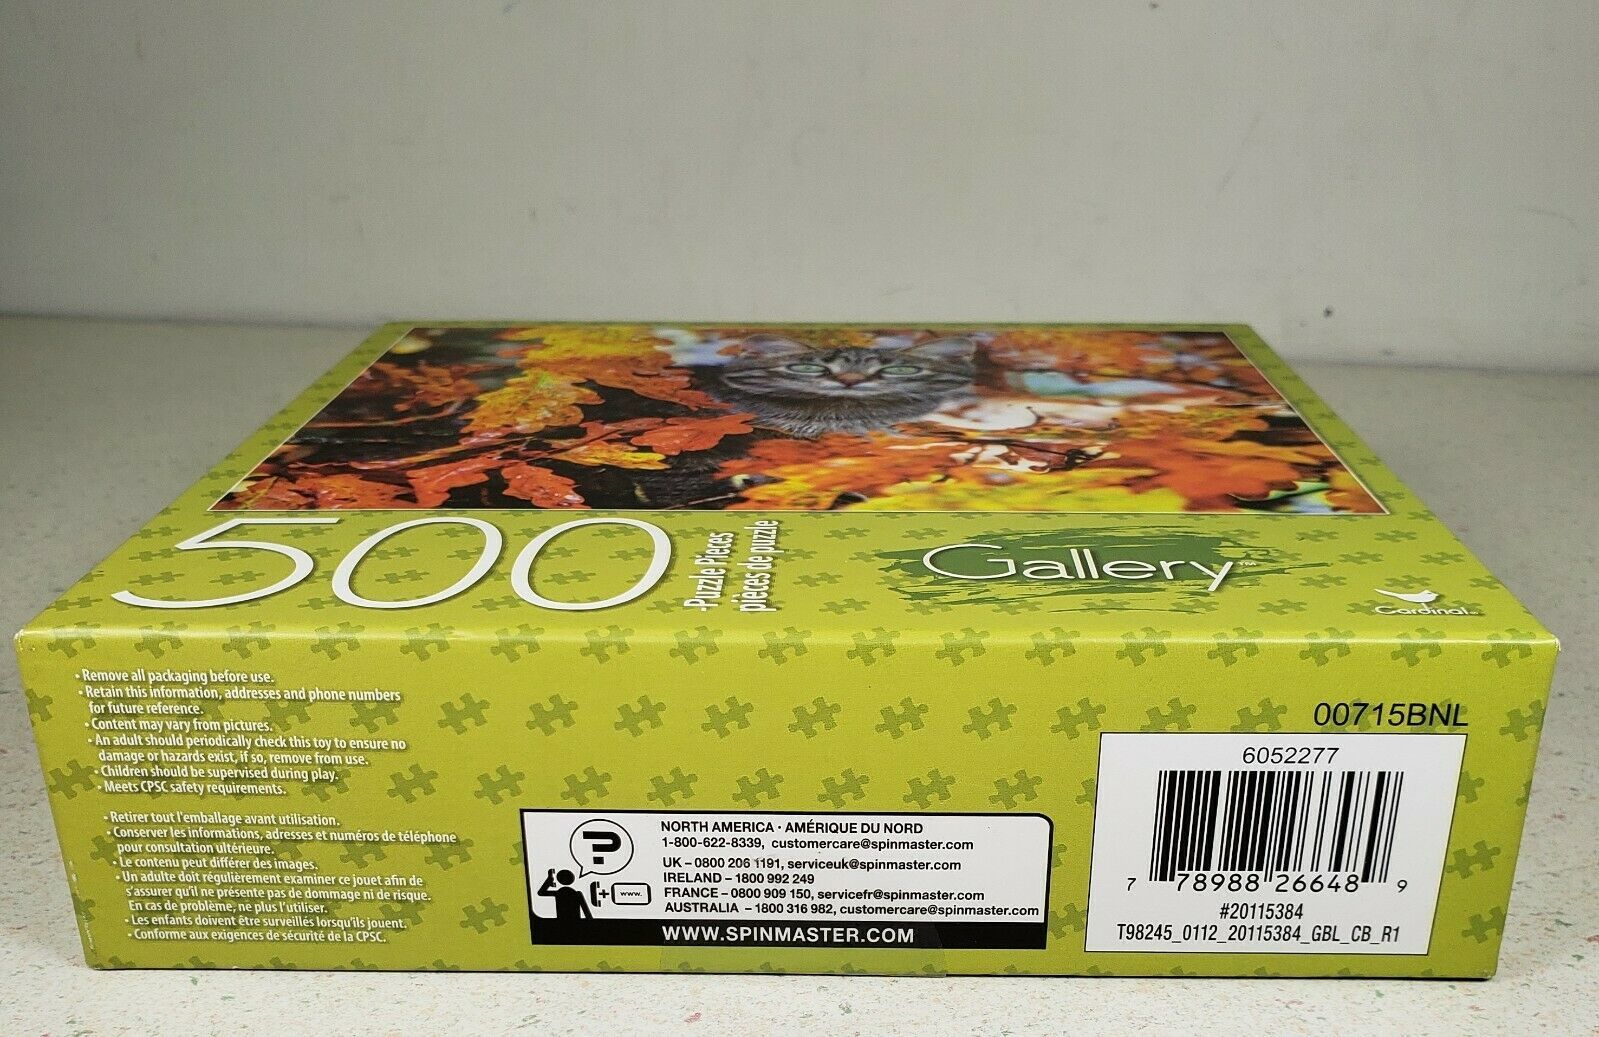 500
Puzzle Pieces
pièces de puzzle
Gallery™
Cardinal
• Remove all packaging before use.
• Retain this information, addresses and phone numbers
for future reference.
• Content may vary from pictures.
• An adult should periodically check this toy to ensure no
damage or hazards exist, if so, remove from use.
• Children should be supervised during play.
• Meets CPSC safety requirements.
• Retirer tout l'emballage avant utilisation.
• Conserver les informations, adresses et numéros de téléphone
pour consultation ultérieure.
• Le contenu peut différer des images.
• Un adulte doit régulièrement examiner ce jouet afin de
s'assurer qu'il ne présente pas de dommage ni de risque.
En cas de problème, ne plus l'utiliser.
• Les enfants doivent être surveillés lorsqu'ils jouent.
• Conforme aux exigences de sécurité de la CPSC.
?
www.
NORTH AMERICA • AMÉRIQUE DU NORD
1-800-622-8339, customercare@spinmaster.com
UK – 0800 206 1191, serviceuk@spinmaster.com
IRELAND – 1800 992 249
FRANCE – 0800 909 150, servicefr@spinmaster.com
AUSTRALIA – 1800 316 982, customercare@spinmaster.com
WWW.SPINMASTER.COM
00715BNL
6052277
7 78988 26648 9
#20115384
T98245_0112_20115384_GBL_CB_R1